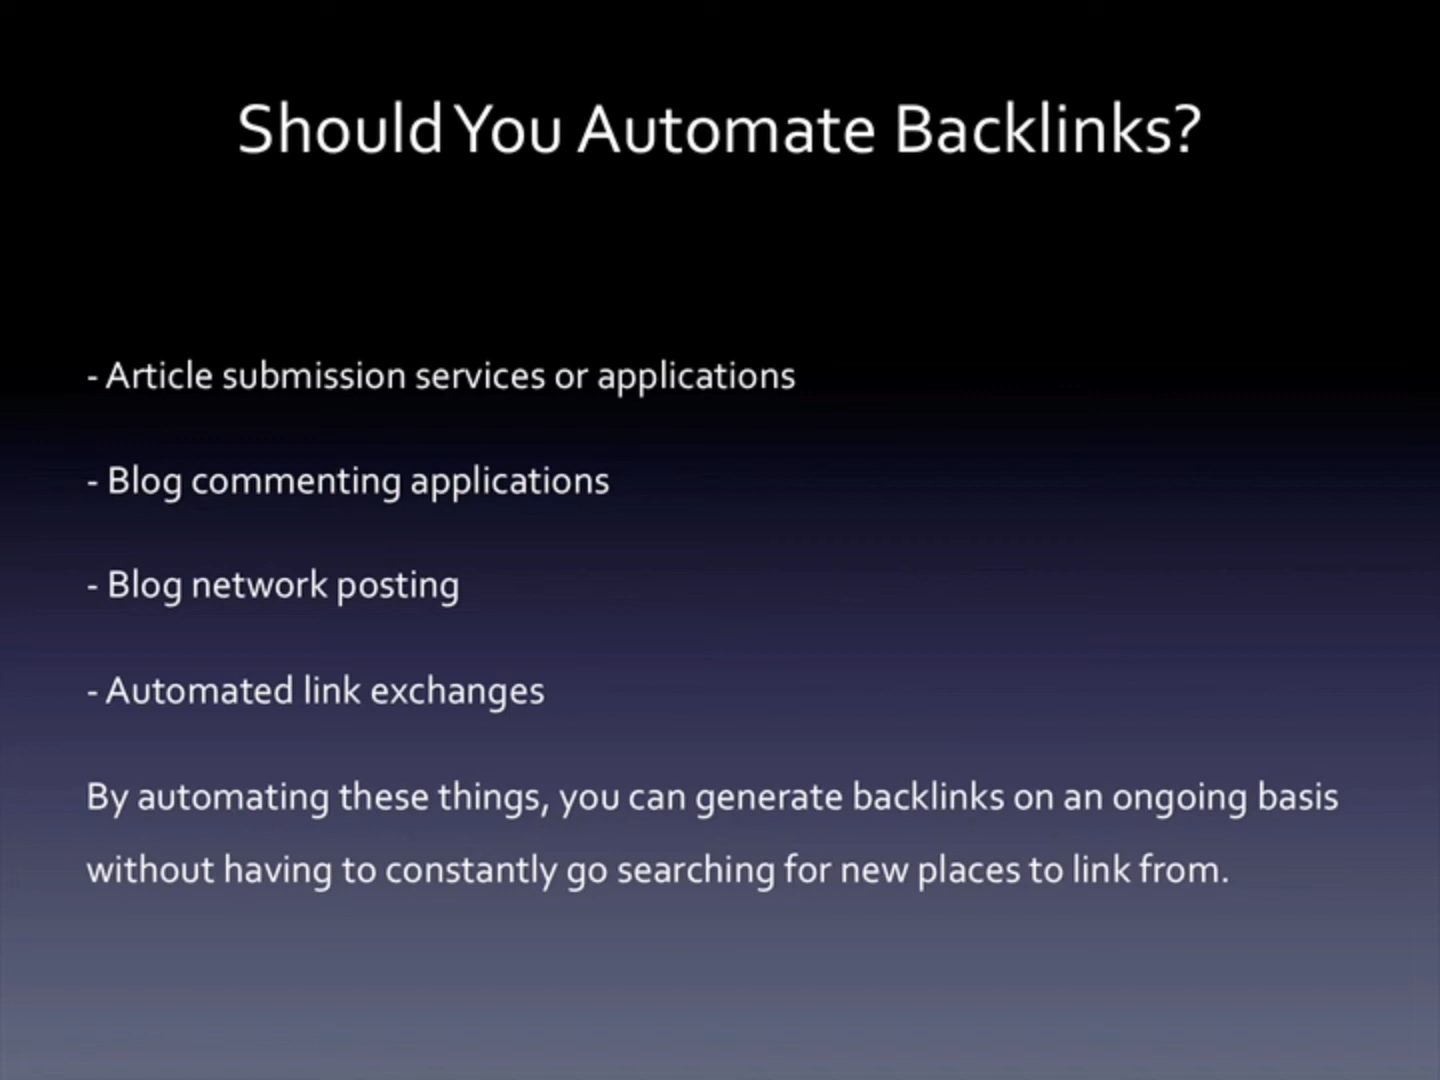 Should You Automate Backlinks?
- Article submission services or applications
- Blog commenting applications
- Blog network posting
- Automated link exchanges
By automating these things, you can generate backlinks on an ongoing basis
without having to constantly go searching for new places to link from.